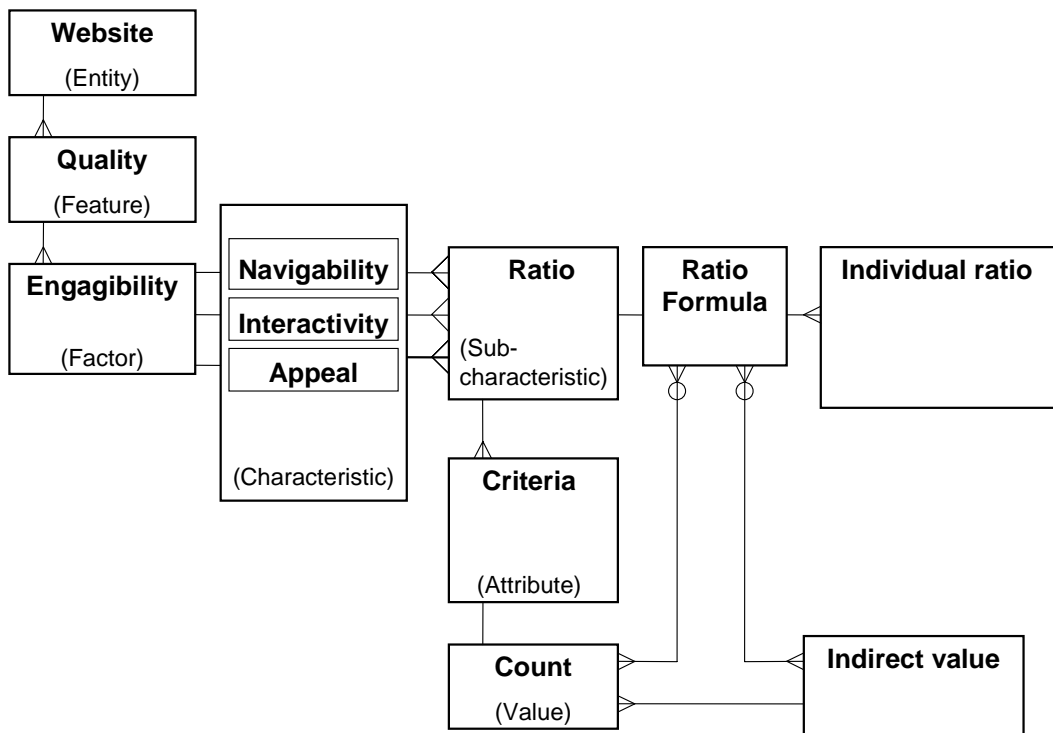 Website
(Entity)
Quality
(Feature)
Engagibility
(Factor)
Navigability
Interactivity
Appeal
(Characteristic)
Ratio
(Sub-
characteristic)
Ratio
Formula
Individual ratio
Criteria
(Attribute)
Count
(Value)
Indirect value